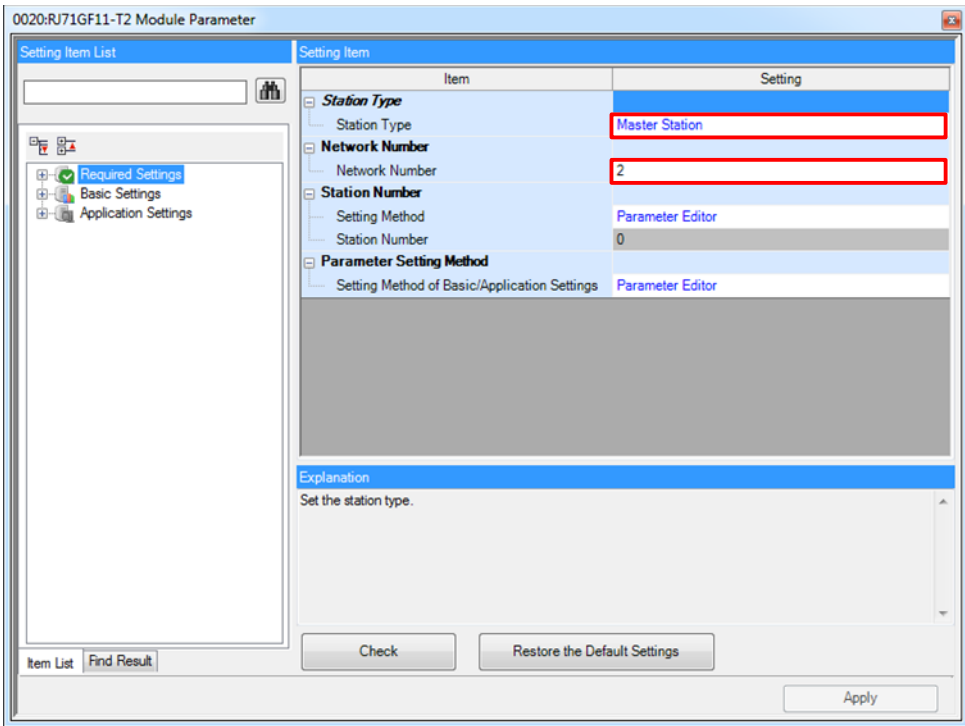 0020:RJ71GF11-T2 Module Parameter
Setting Item List
Setting Item
Item Setting
Station Type
Station Type Master Station
Network Number
Network Number 2
Station Number
Setting Method Parameter Editor
Station Number 0
Parameter Setting Method
Setting Method of Basic/Application Settings Parameter Editor
Required Settings
Basic Settings
Application Settings
Explanation
Set the station type.
Check Restore the Default Settings
Item List Find Result
Apply